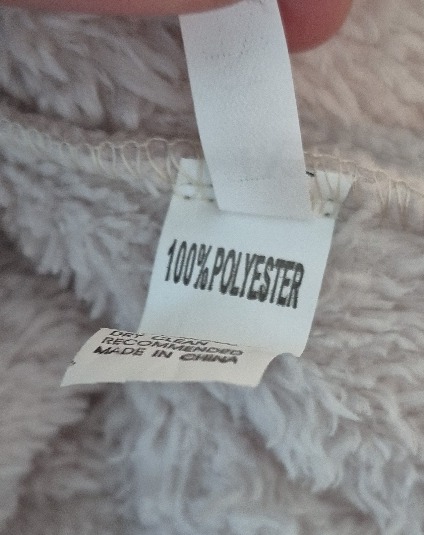 100% POLYESTER
DRY CLEAN
RECOMMENDED
MADE IN CHINA